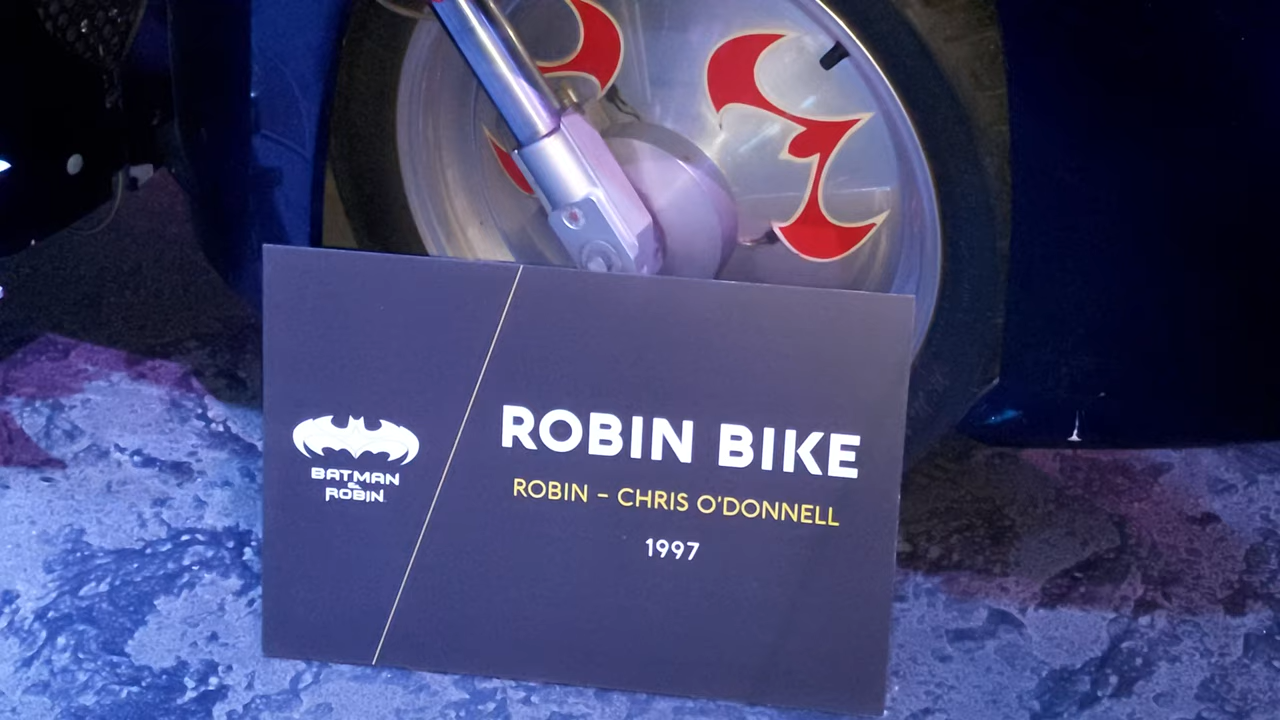 BATMAN
&
ROBIN
ROBIN BIKE
ROBIN – CHRIS O'DONNELL
1997